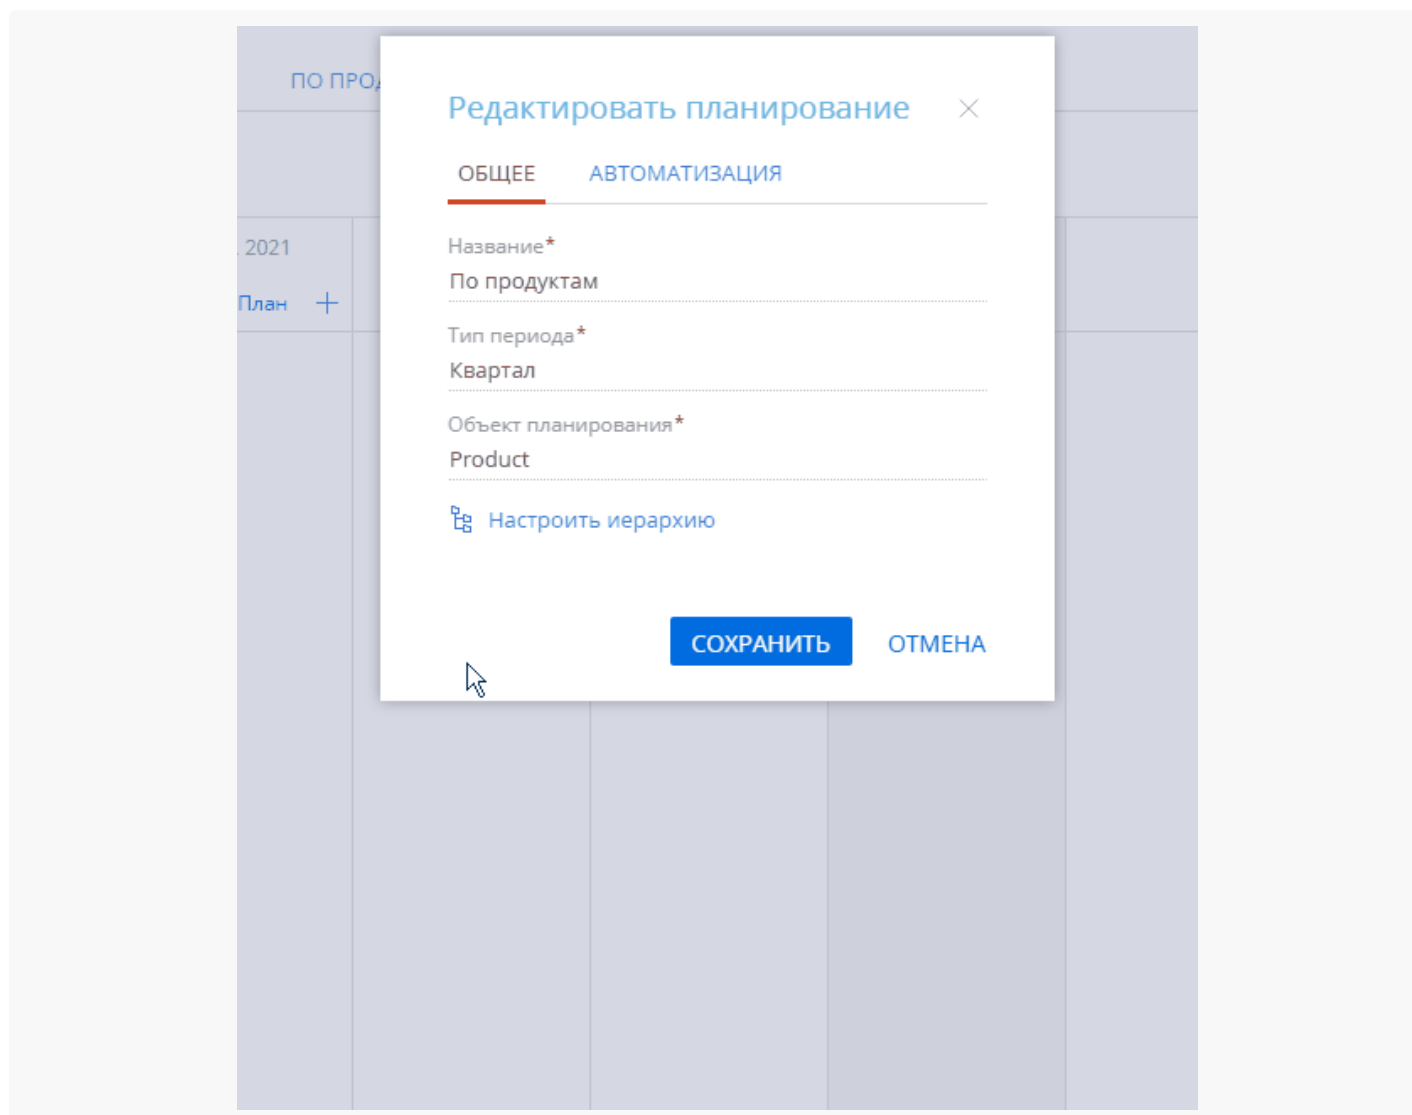 ПО ПРОД
Редактировать планирование
ОБЩЕЕ АВТОМАТИЗАЦИЯ
Название*
2021
По продуктам
План
Тип периода*
Квартал
Объект планирования*
Product
Настроить иерархию
СОХРАНИТЬ ОТМЕНА